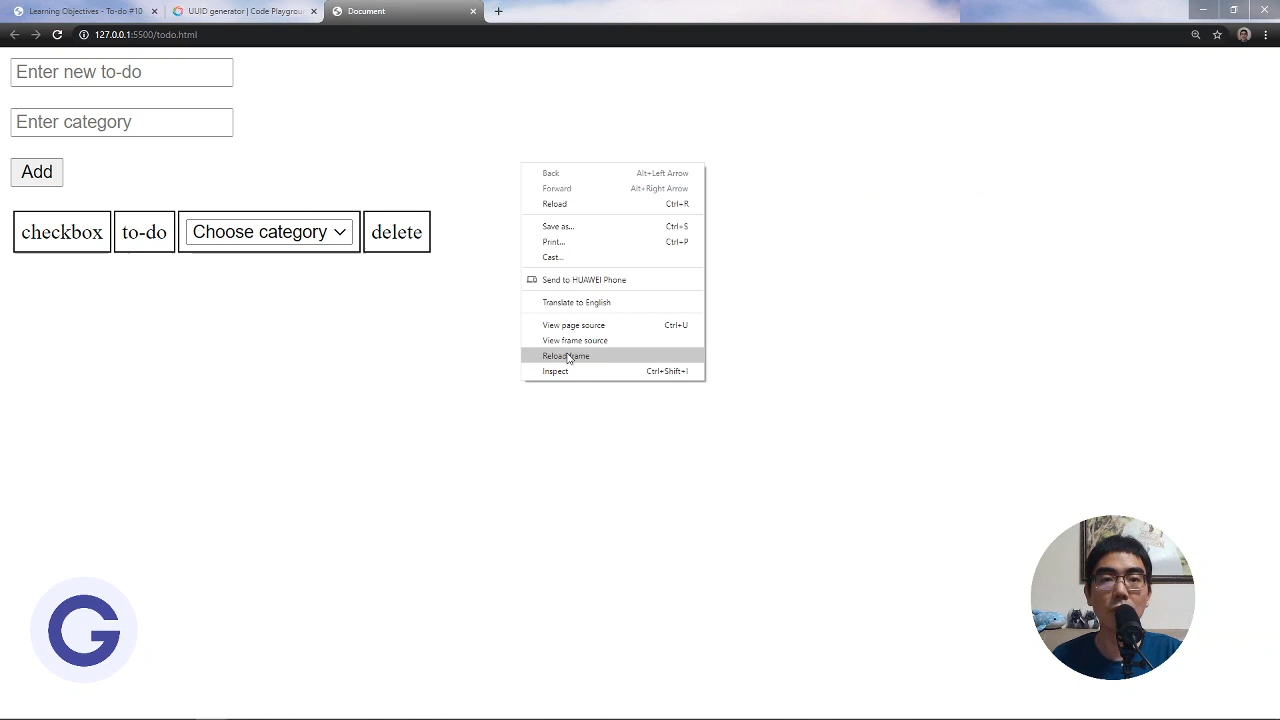 Learning Objectives - To-do #10
UUID generator | Code Playgrou
Document
127.0.0.1:5500/todo.html
Enter new to-do
Enter category
Add
checkbox to-do Choose category delete
Back Alt+Left Arrow
Forward Alt+Right Arrow
Reload Ctrl+R
Save as... Ctrl+S
Print... Ctrl+P
Cast...
Send to HUAWEI Phone
Translate to English
View page source Ctrl+U
View frame source
Reload frame
Inspect Ctrl+Shift+I
G